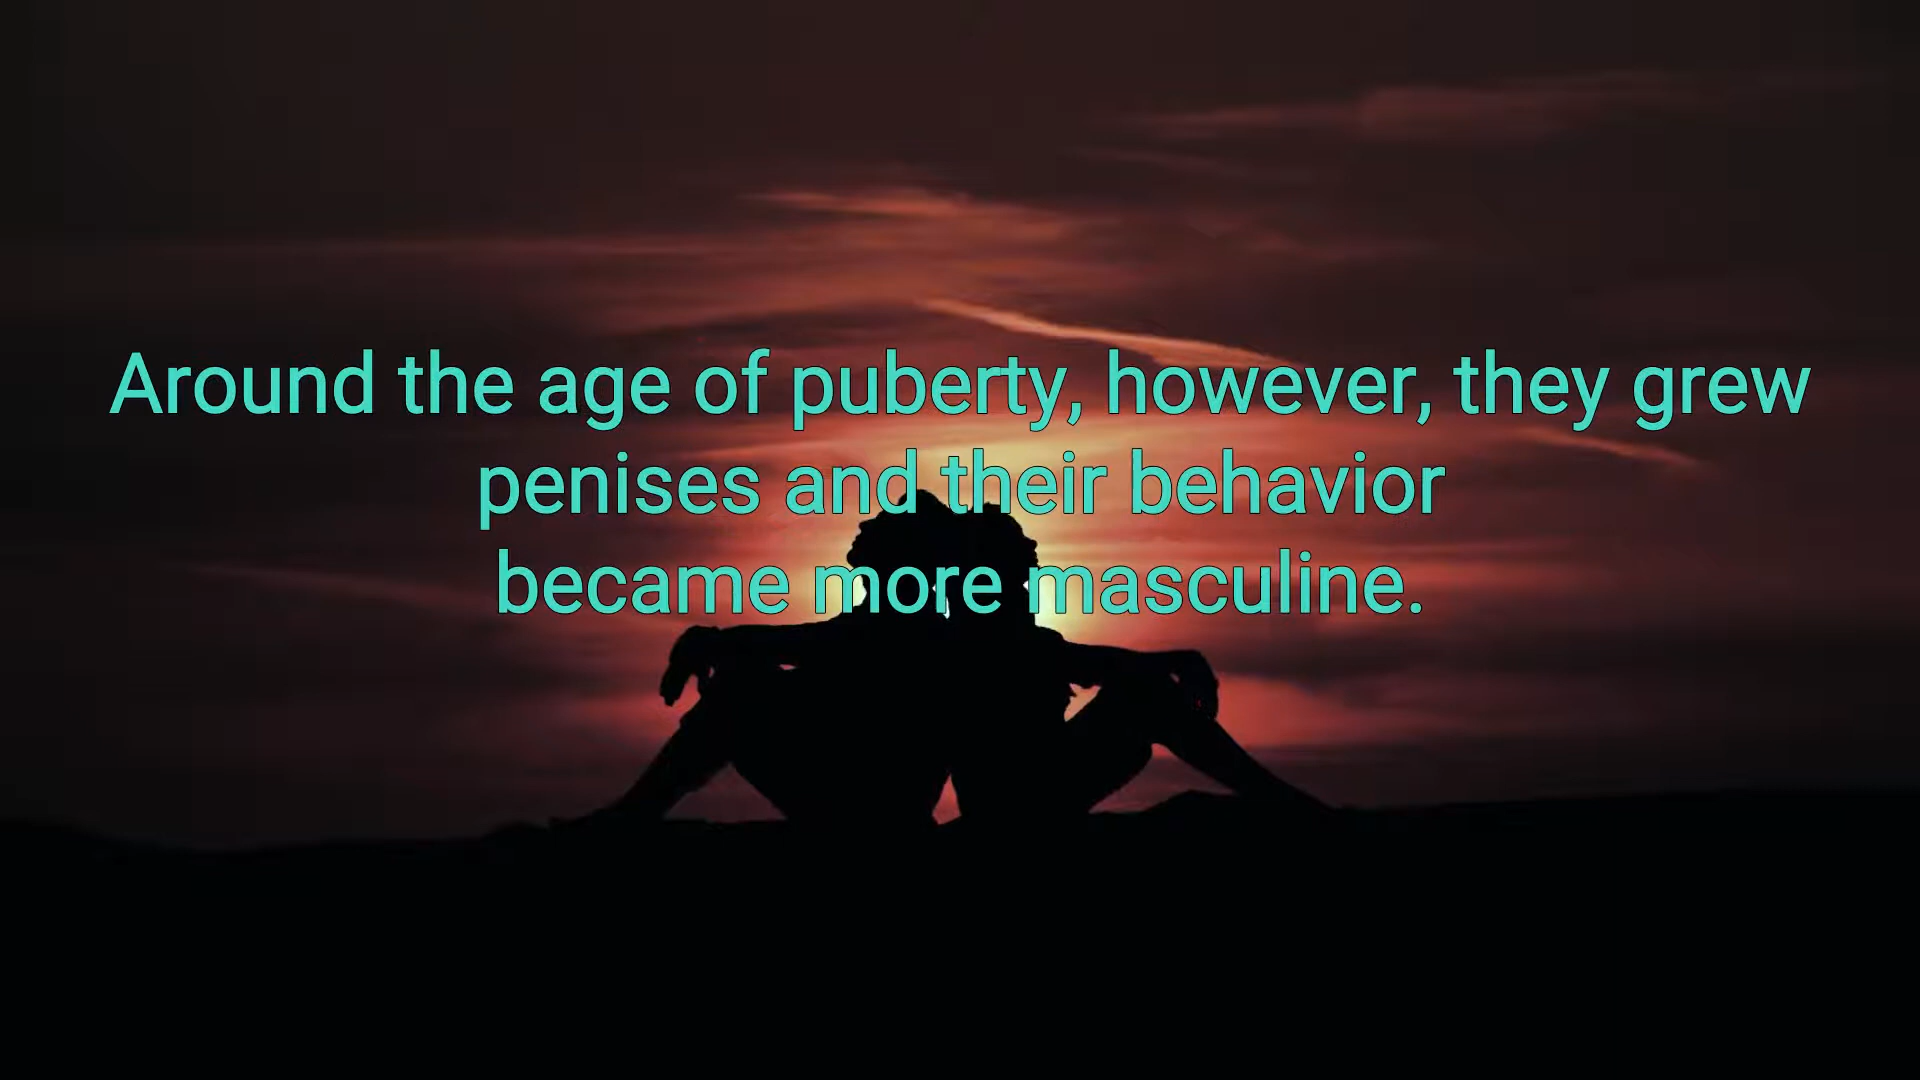 Around the age of puberty, however, they grew
penises and their behavior
became more masculine.